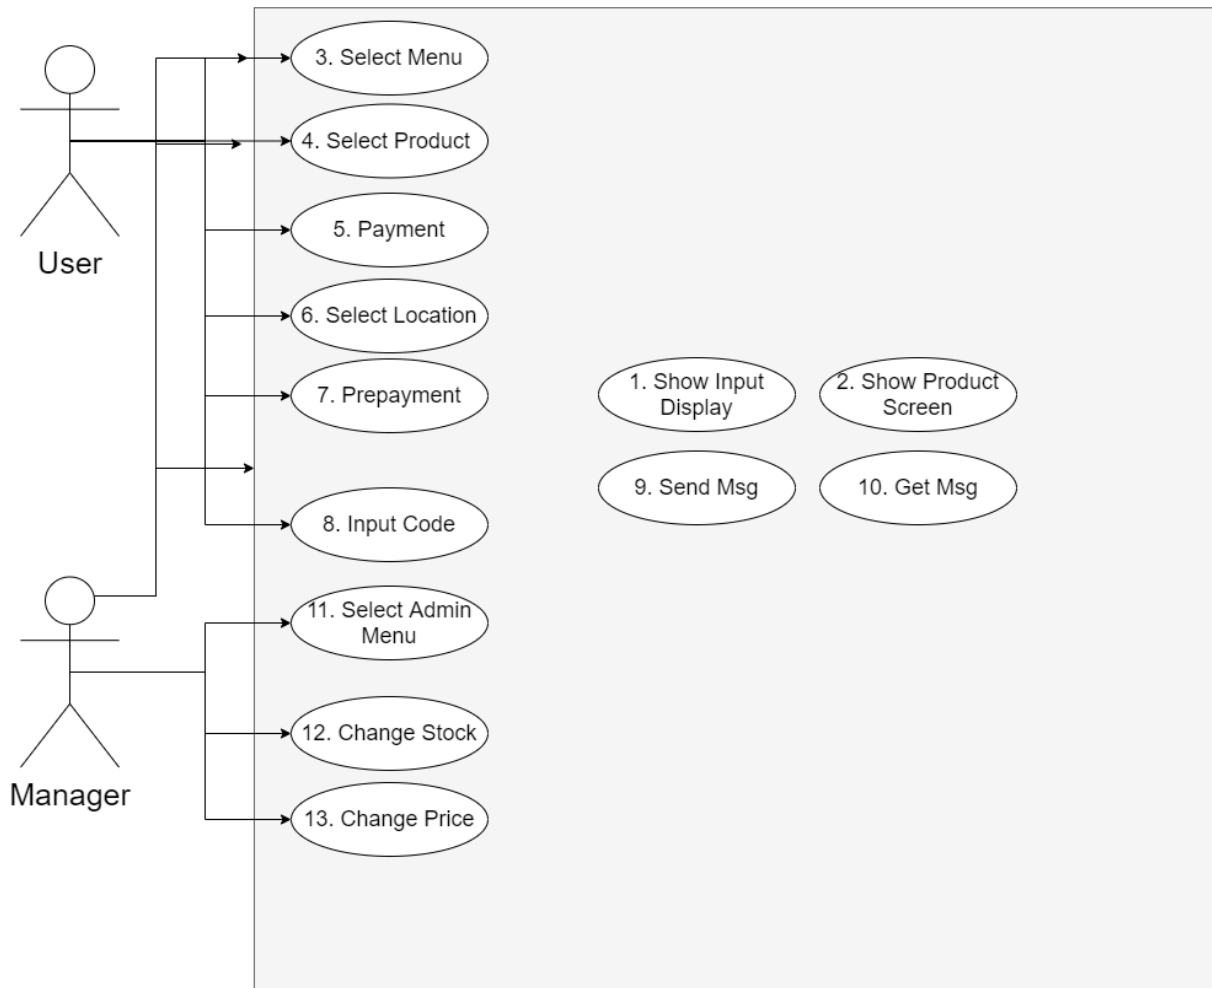 3. Select Menu
4. Select Product
User
5. Payment
6. Select Location
7. Prepayment
1. Show Input
Display
2. Show Product
Screen
9. Send Msg
10. Get Msg
8. Input Code
11. Select Admin
Menu
12. Change Stock
Manager
13. Change Price